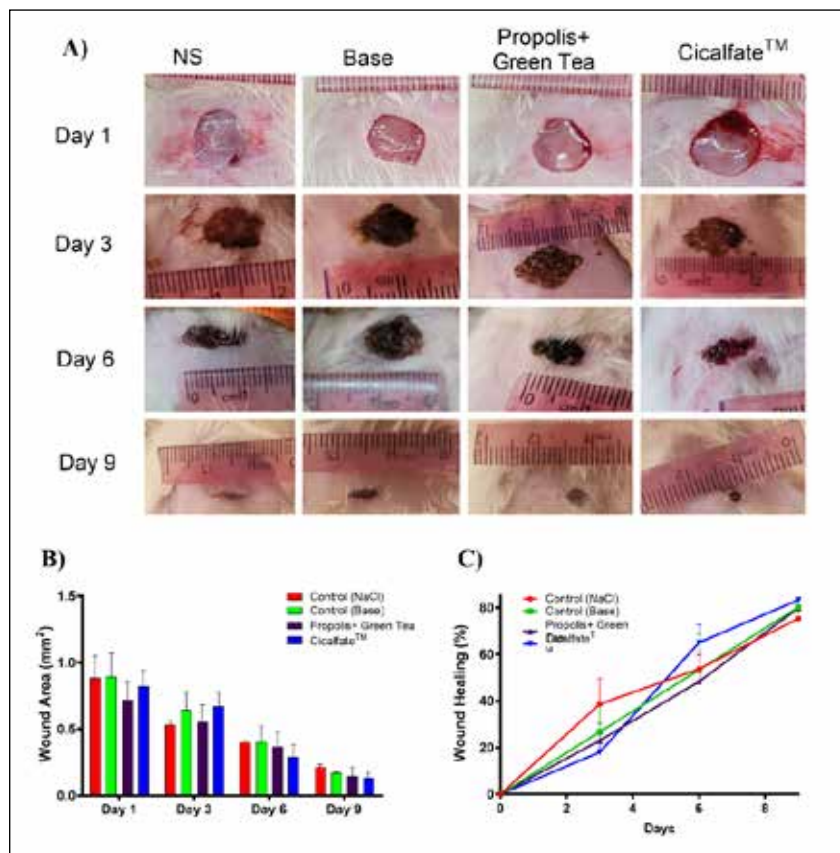 A)
NS
Base
Propolis+
Green Tea
Cicalfate™
Day 1
Day 3
Day 6
Day 9
B)
1.5
1.0
0.5
0.0
Wound Area (mm²)
Control (NaCl)
Control (Base)
Propolis+ Green Tea
Cicalfate™
Day 1
Day 3
Day 6
Day 9
C)
80
60
40
20
0
Wound Healing (%)
Control (NaCl)
Control (Base)
Propolis+ Green
0
2
4
6
8
Days